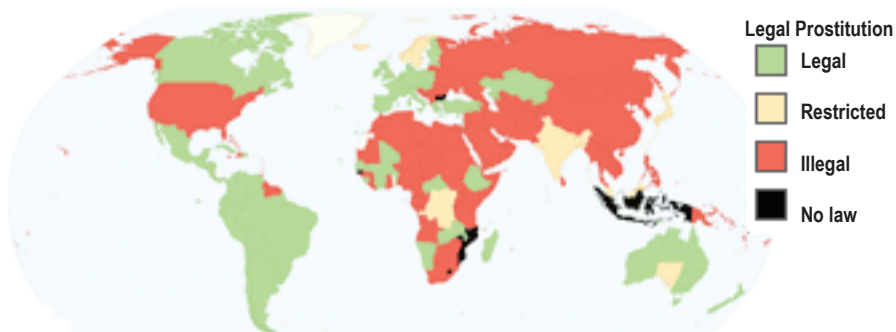 Legal Prostitution
Legal
Restricted
Illegal
No law